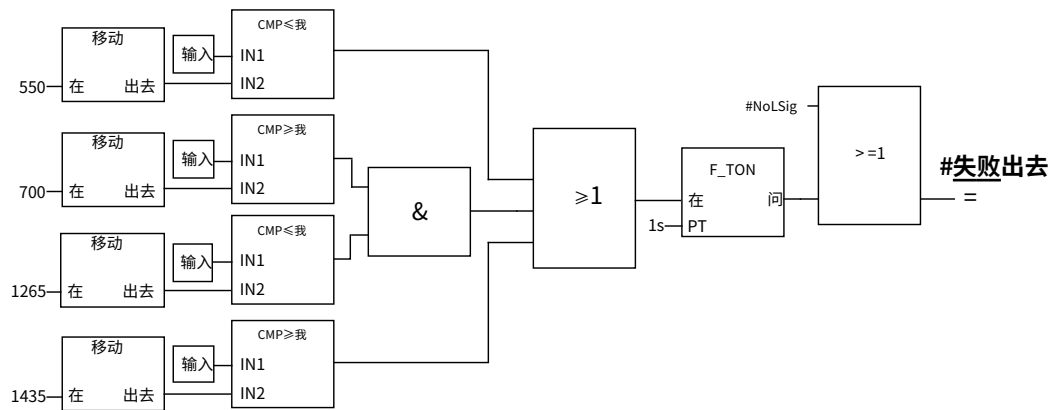 CMP≤我
移动
输入
IN1
550
在
出去
IN2
CMP≥我
移动
输入
IN1
700
在
出去
IN2
CMP≤我
移动
输入
IN1
1265
在
出去
IN2
CMP≥我
移动
输入
IN1
1435
在
出去
IN2
&
≥1
F_TON
在
问
1s
PT
#NoLSig
>=1
#失败出去
=